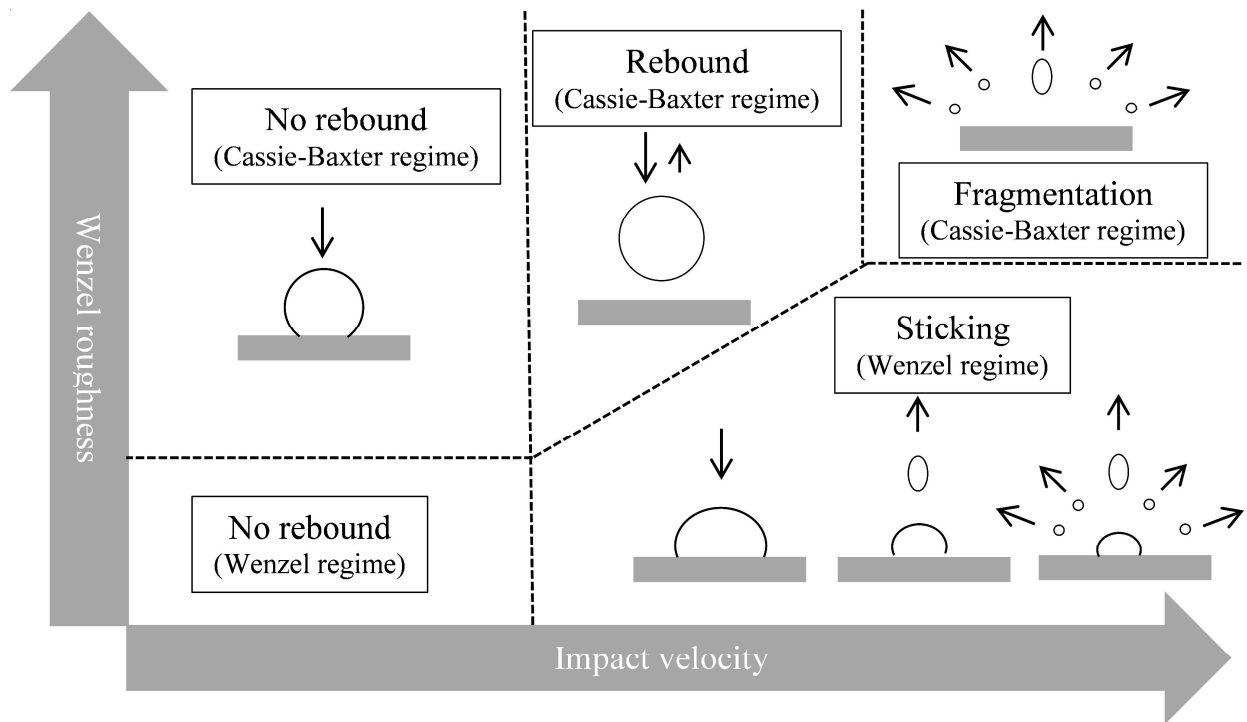 Wenzel roughness
No rebound
(Cassie-Baxter regime)
Rebound
(Cassie-Baxter regime)
Fragmentation
(Cassie-Baxter regime)
Sticking
(Wenzel regime)
No rebound
(Wenzel regime)
Impact velocity